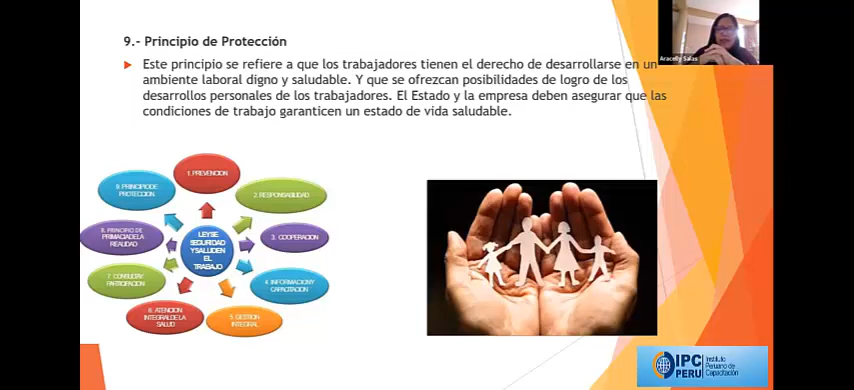 9.- Principio de Protección
Este principio se refiere a que los trabajadores tienen el derecho de desarrollarse en un
ambiente laboral digno y saludable. Y que se ofrezcan posibilidades de logro de los
desarrollos personales de los trabajadores. El Estado y la empresa deben asegurar que las
condiciones de trabajo garanticen un estado de vida saludable.
Aracelly Salas
1. PREVENCION
9. PRINCIPIO DE
PROTECCION
2. RESPONSABILIDAD
8. PRINCIPIO DE
PRIMACIA DE LA
REALIDAD
LEY SE
SEGURIDAD
Y SALUD EN
EL
TRABAJO
3. COOPERACION
7. CONSULTA Y
PARTICIPACION
4. INFORMACION Y
CAPACITACION
6. ATENCION
INTEGRAL DE LA
SALUD
5. GESTION
INTEGRAL
IPC
PERU
Instituto
Peruano de
Capacitación